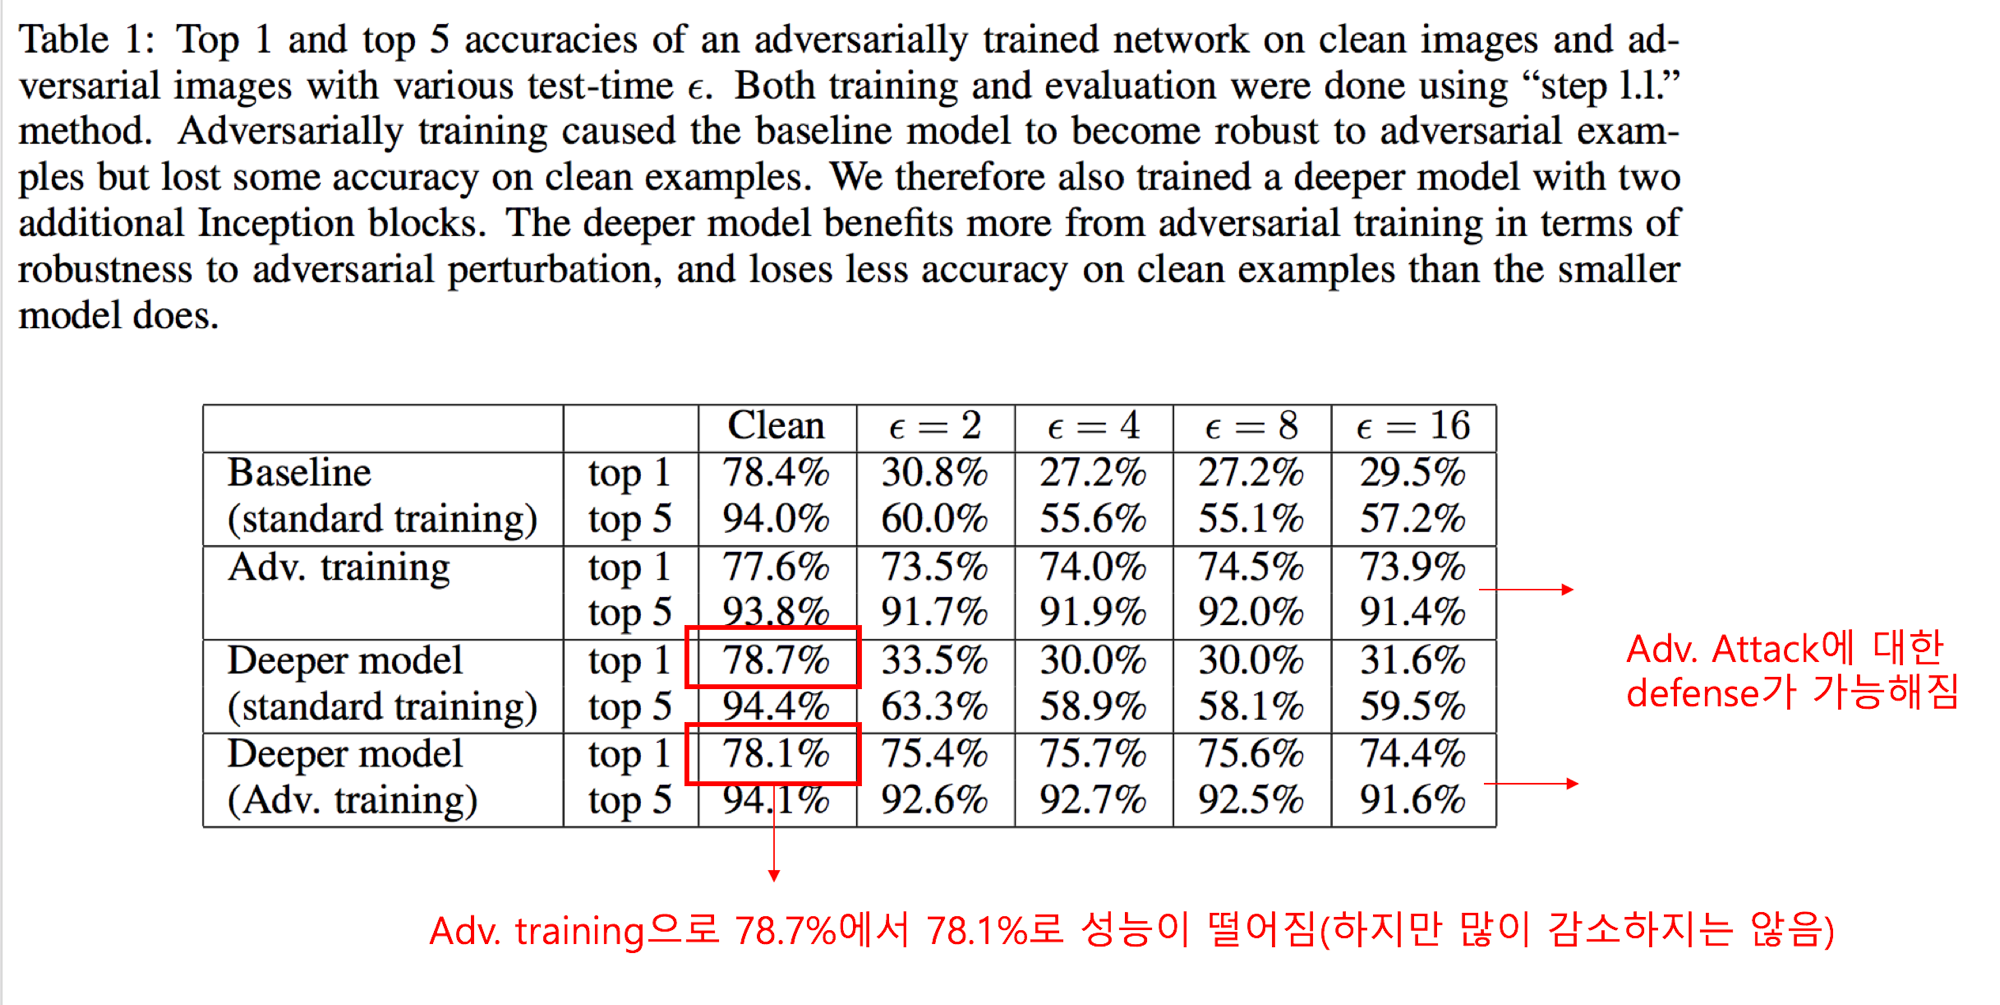 Table 1: Top 1 and top 5 accuracies of an adversarially trained network on clean images and ad-
versarial images with various test-time ϵ. Both training and evaluation were done using “step l.l.”
method. Adversarially training caused the baseline model to become robust to adversarial exam-
ples but lost some accuracy on clean examples. We therefore also trained a deeper model with two
additional Inception blocks. The deeper model benefits more from adversarial training in terms of
robustness to adversarial perturbation, and loses less accuracy on clean examples than the smaller
model does.
Clean ϵ = 2 ϵ = 4 ϵ = 8 ϵ = 16
Baseline top 1 78.4% 30.8% 27.2% 27.2% 29.5%
(standard training) top 5 94.0% 60.0% 55.6% 55.1% 57.2%
Adv. training top 1 77.6% 73.5% 74.0% 74.5% 73.9%
top 5 93.8% 91.7% 91.9% 92.0% 91.4%
Deeper model top 1 78.7% 33.5% 30.0% 30.0% 31.6%
(standard training) top 5 94.4% 63.3% 58.9% 58.1% 59.5%
Deeper model top 1 78.1% 75.4% 75.7% 75.6% 74.4%
(Adv. training) top 5 94.1% 92.6% 92.7% 92.5% 91.6%
Adv. Attack에 대한
defense가 가능해짐
Adv. training으로 78.7%에서 78.1%로 성능이 떨어짐(하지만 많이 감소하지는 않음)